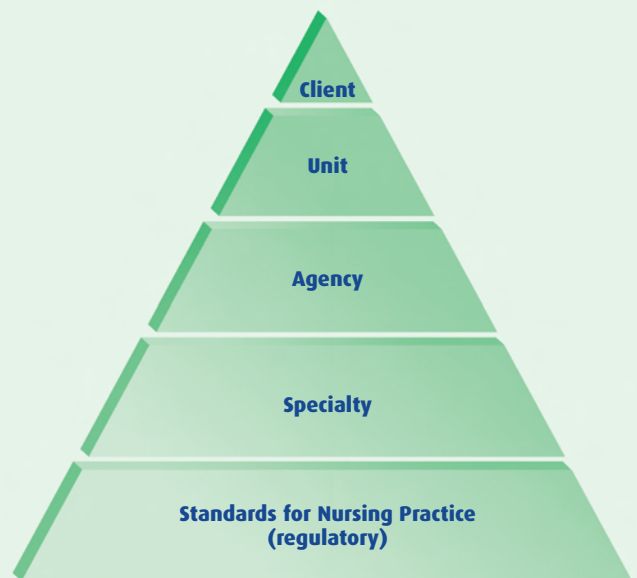 Client
Unit
Agency
Specialty
Standards for Nursing Practice
(regulatory)